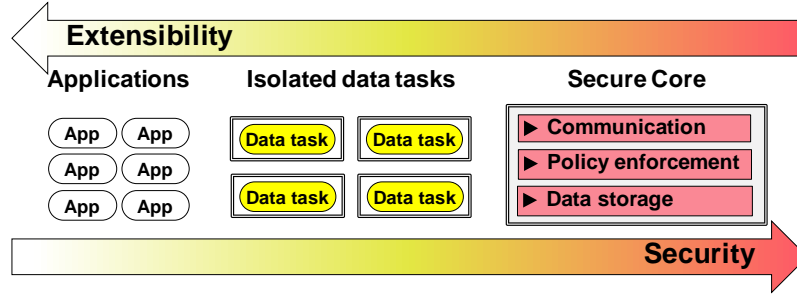 Extensibility
Applications Isolated data tasks Secure Core
App App Data task Data task ▶ Communication
App App ▶ Policy enforcement
App App Data task Data task ▶ Data storage
Security